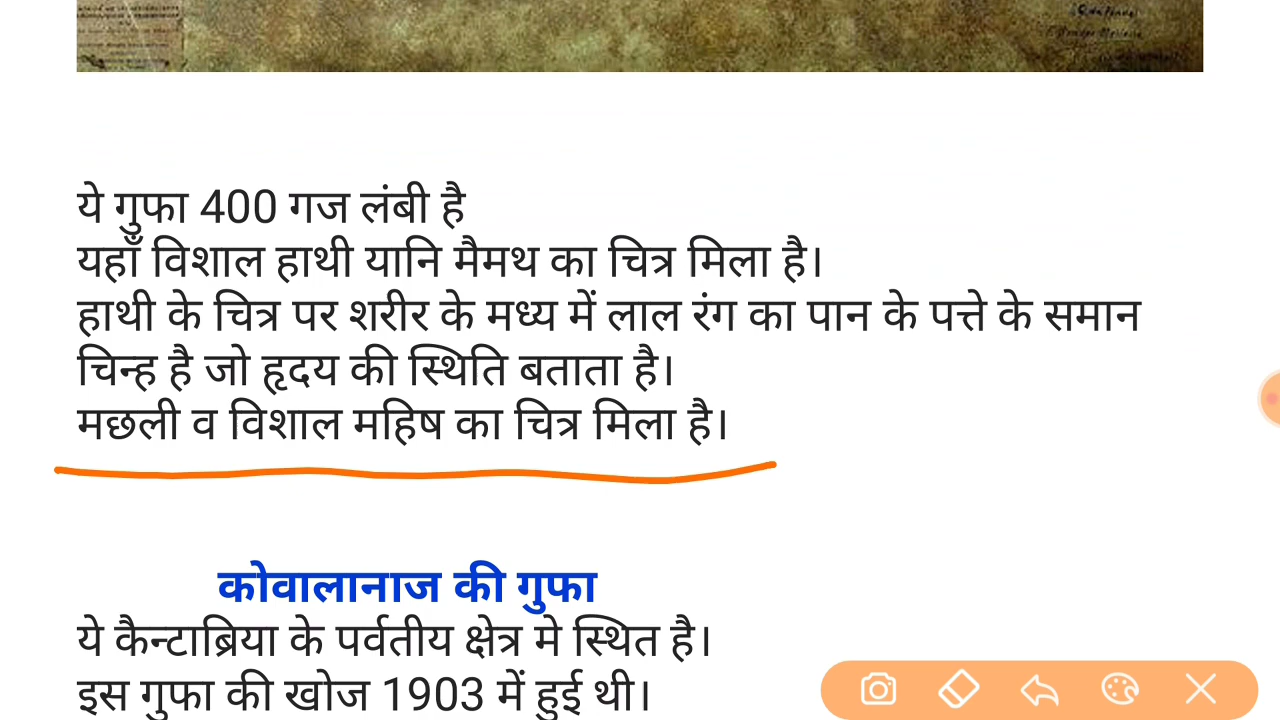 ये गुफा 400 गज लंबी है
यहाँ विशाल हाथी यानि मैमथ का चित्र मिला है।
हाथी के चित्र पर शरीर के मध्य में लाल रंग का पान के पत्ते के समान
चिन्ह है जो हृदय की स्थिति बताता है।
मछली व विशाल महिष का चित्र मिला है।
कोवालानाज की गुफा
ये कैन्टाब्रिया के पर्वतीय क्षेत्र मे स्थित है।
इस गुफा की खोज 1903 में हुई थी।